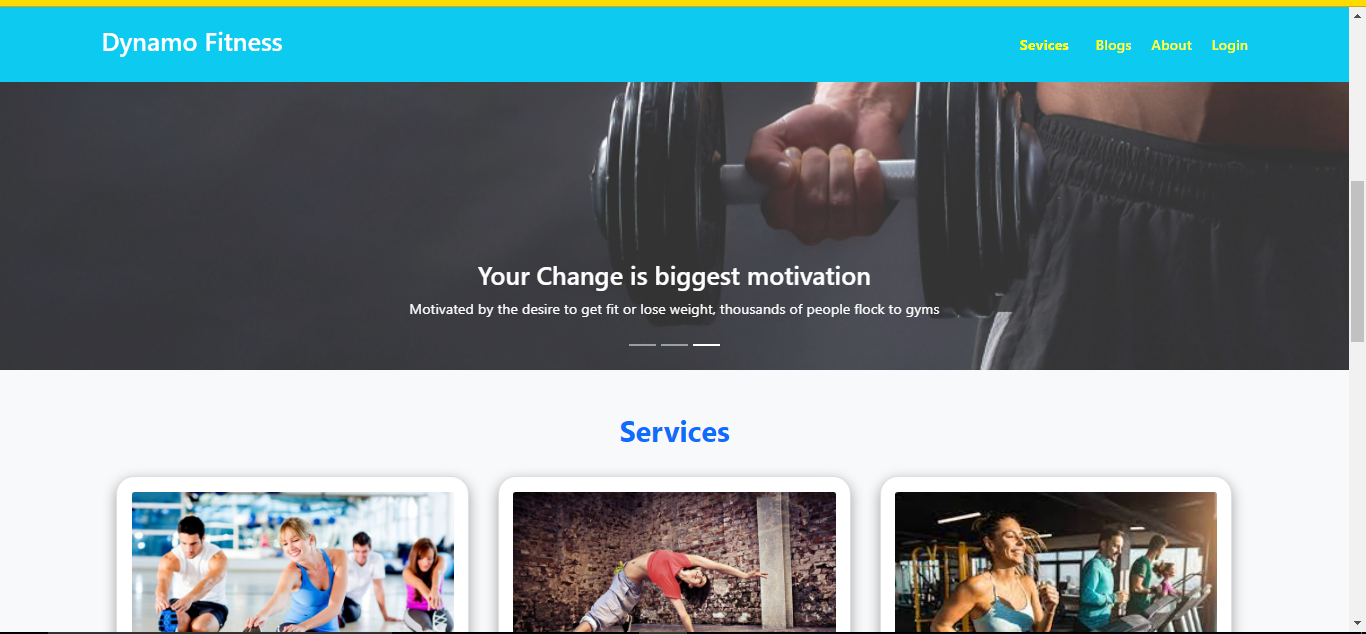 Dynamo Fitness
Sevices Blogs About Login
Your Change is biggest motivation
Motivated by the desire to get fit or lose weight, thousands of people flock to gyms
Services